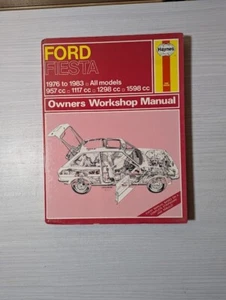 FORD
FIESTA
Haynes
1976 to 1983 □ All models
957 cc □ 1117 cc □ 1298 cc □ 1598 cc
Owners Workshop Manual